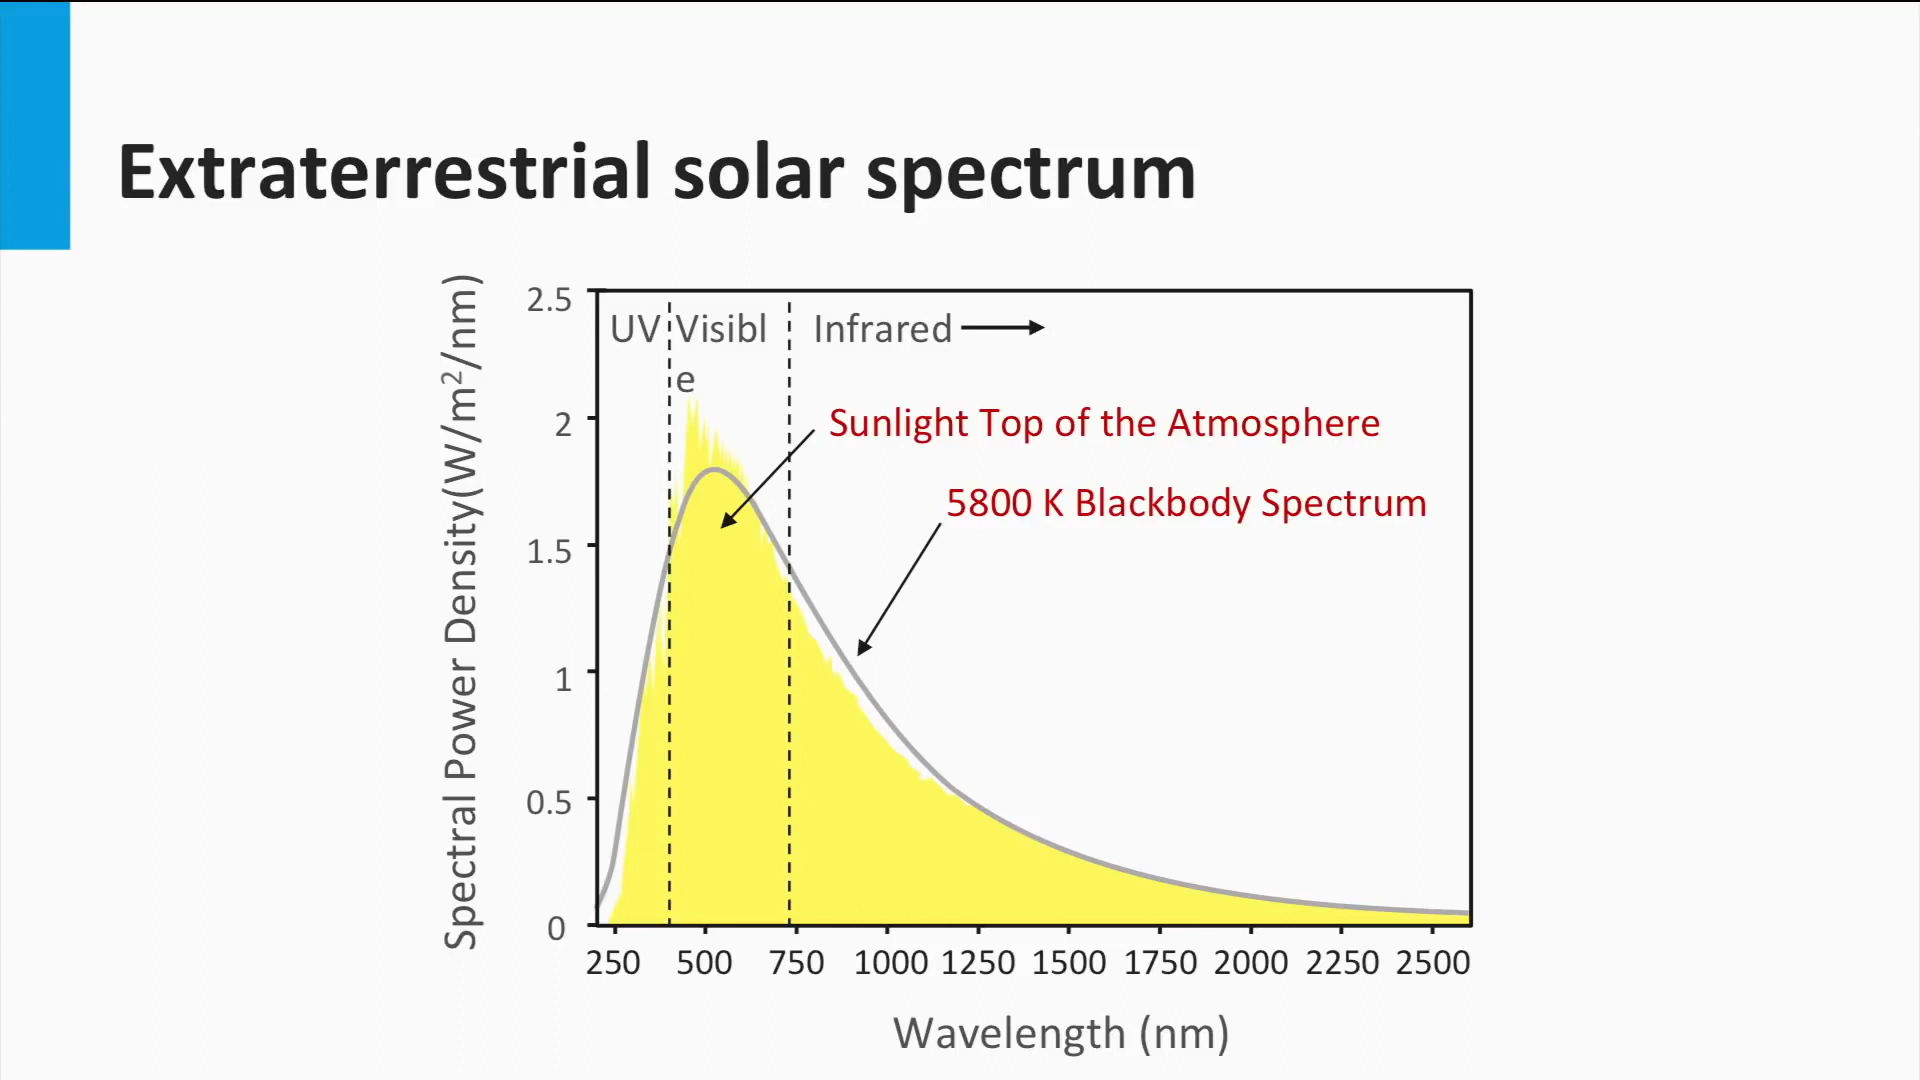 Extraterrestrial solar spectrum
Spectral Power Density(W/m²/nm)
2.5
2
1.5
1
0.5
0
UV
Visibl
e
Infrared
Sunlight Top of the Atmosphere
5800 K Blackbody Spectrum
250 500 750 1000 1250 1500 1750 2000 2250 2500
Wavelength (nm)